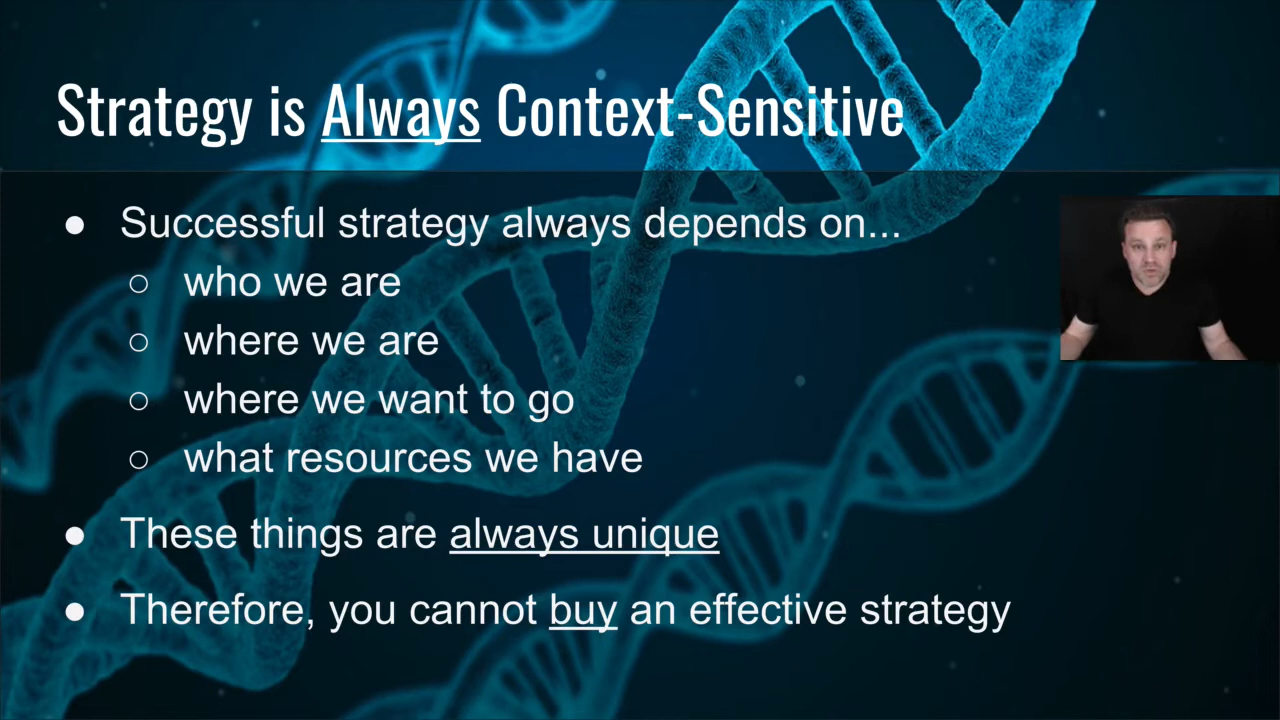 Strategy is Always Context-Sensitive
● Successful strategy always depends on...
○ who we are
○ where we are
○ where we want to go
○ what resources we have
● These things are always unique
● Therefore, you cannot buy an effective strategy